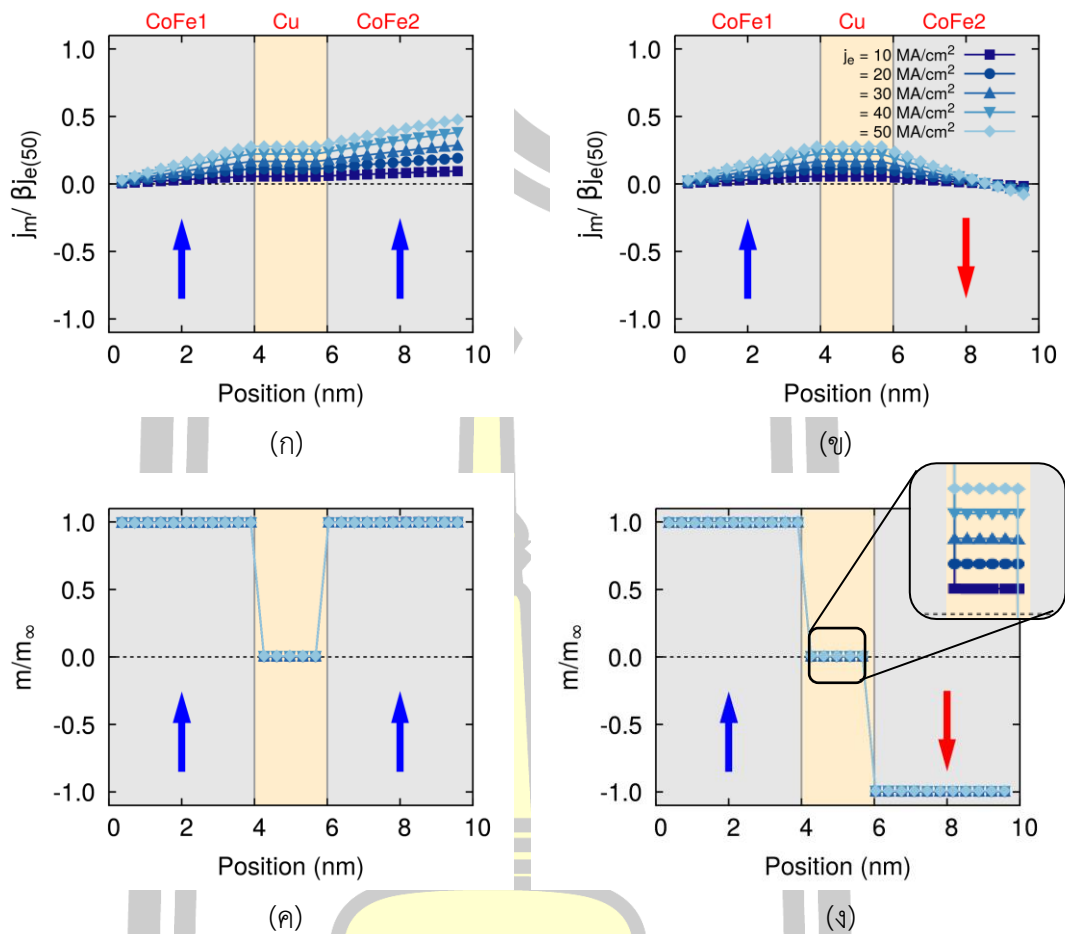 CoFe1 Cu CoFe2
1.0
0.5
0.0
-0.5
-1.0
jm/ βje(50)
0 2 4 6 8 10
Position (nm)
(ก)
CoFe1 Cu CoFe2
je = 10 MA/cm²
= 20 MA/cm²
= 30 MA/cm²
= 40 MA/cm²
= 50 MA/cm²
1.0
0.5
0.0
-0.5
-1.0
jm/ βje(50)
0 2 4 6 8 10
Position (nm)
(ข)
1.0
0.5
0.0
-0.5
-1.0
m/m∞
0 2 4 6 8 10
Position (nm)
(ค)
1.0
0.5
0.0
-0.5
-1.0
m/m∞
0 2 4 6 8 10
Position (nm)
(ง)